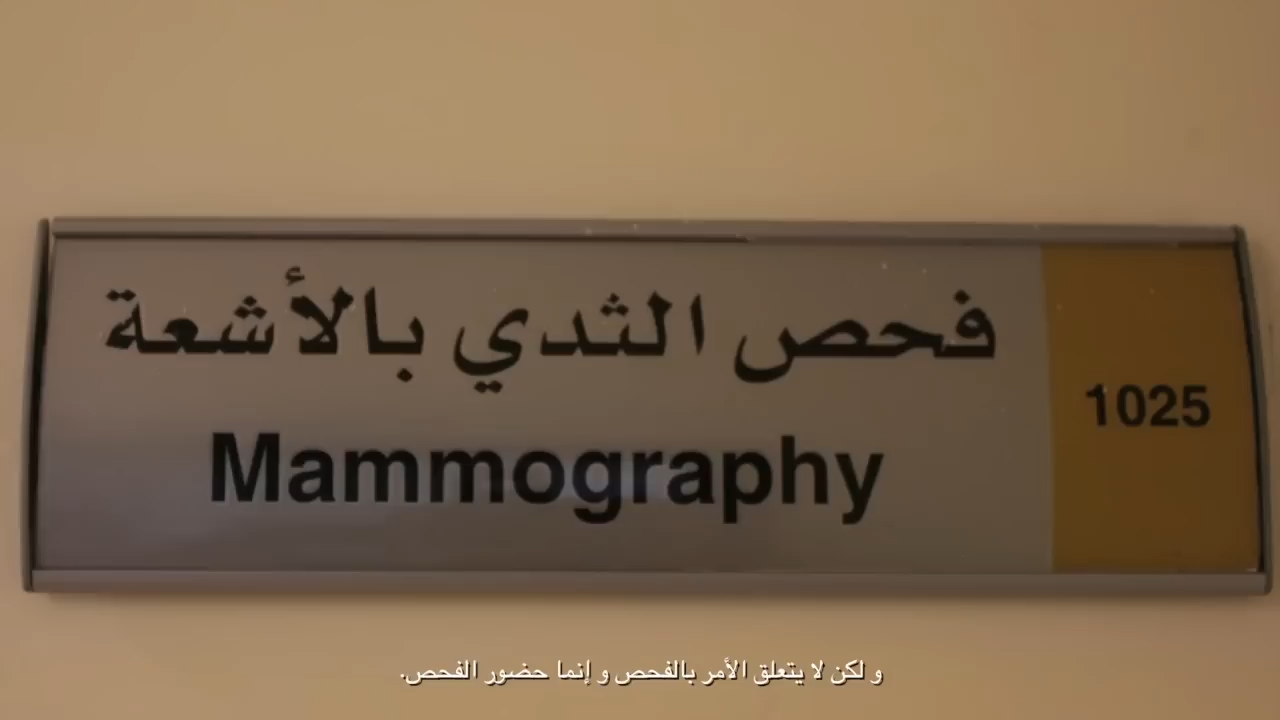 فحص الثدي بالأشعة
Mammography
1025
و لكن لا يتعلق الأمر بالفحص و إنما حضور الفحص.